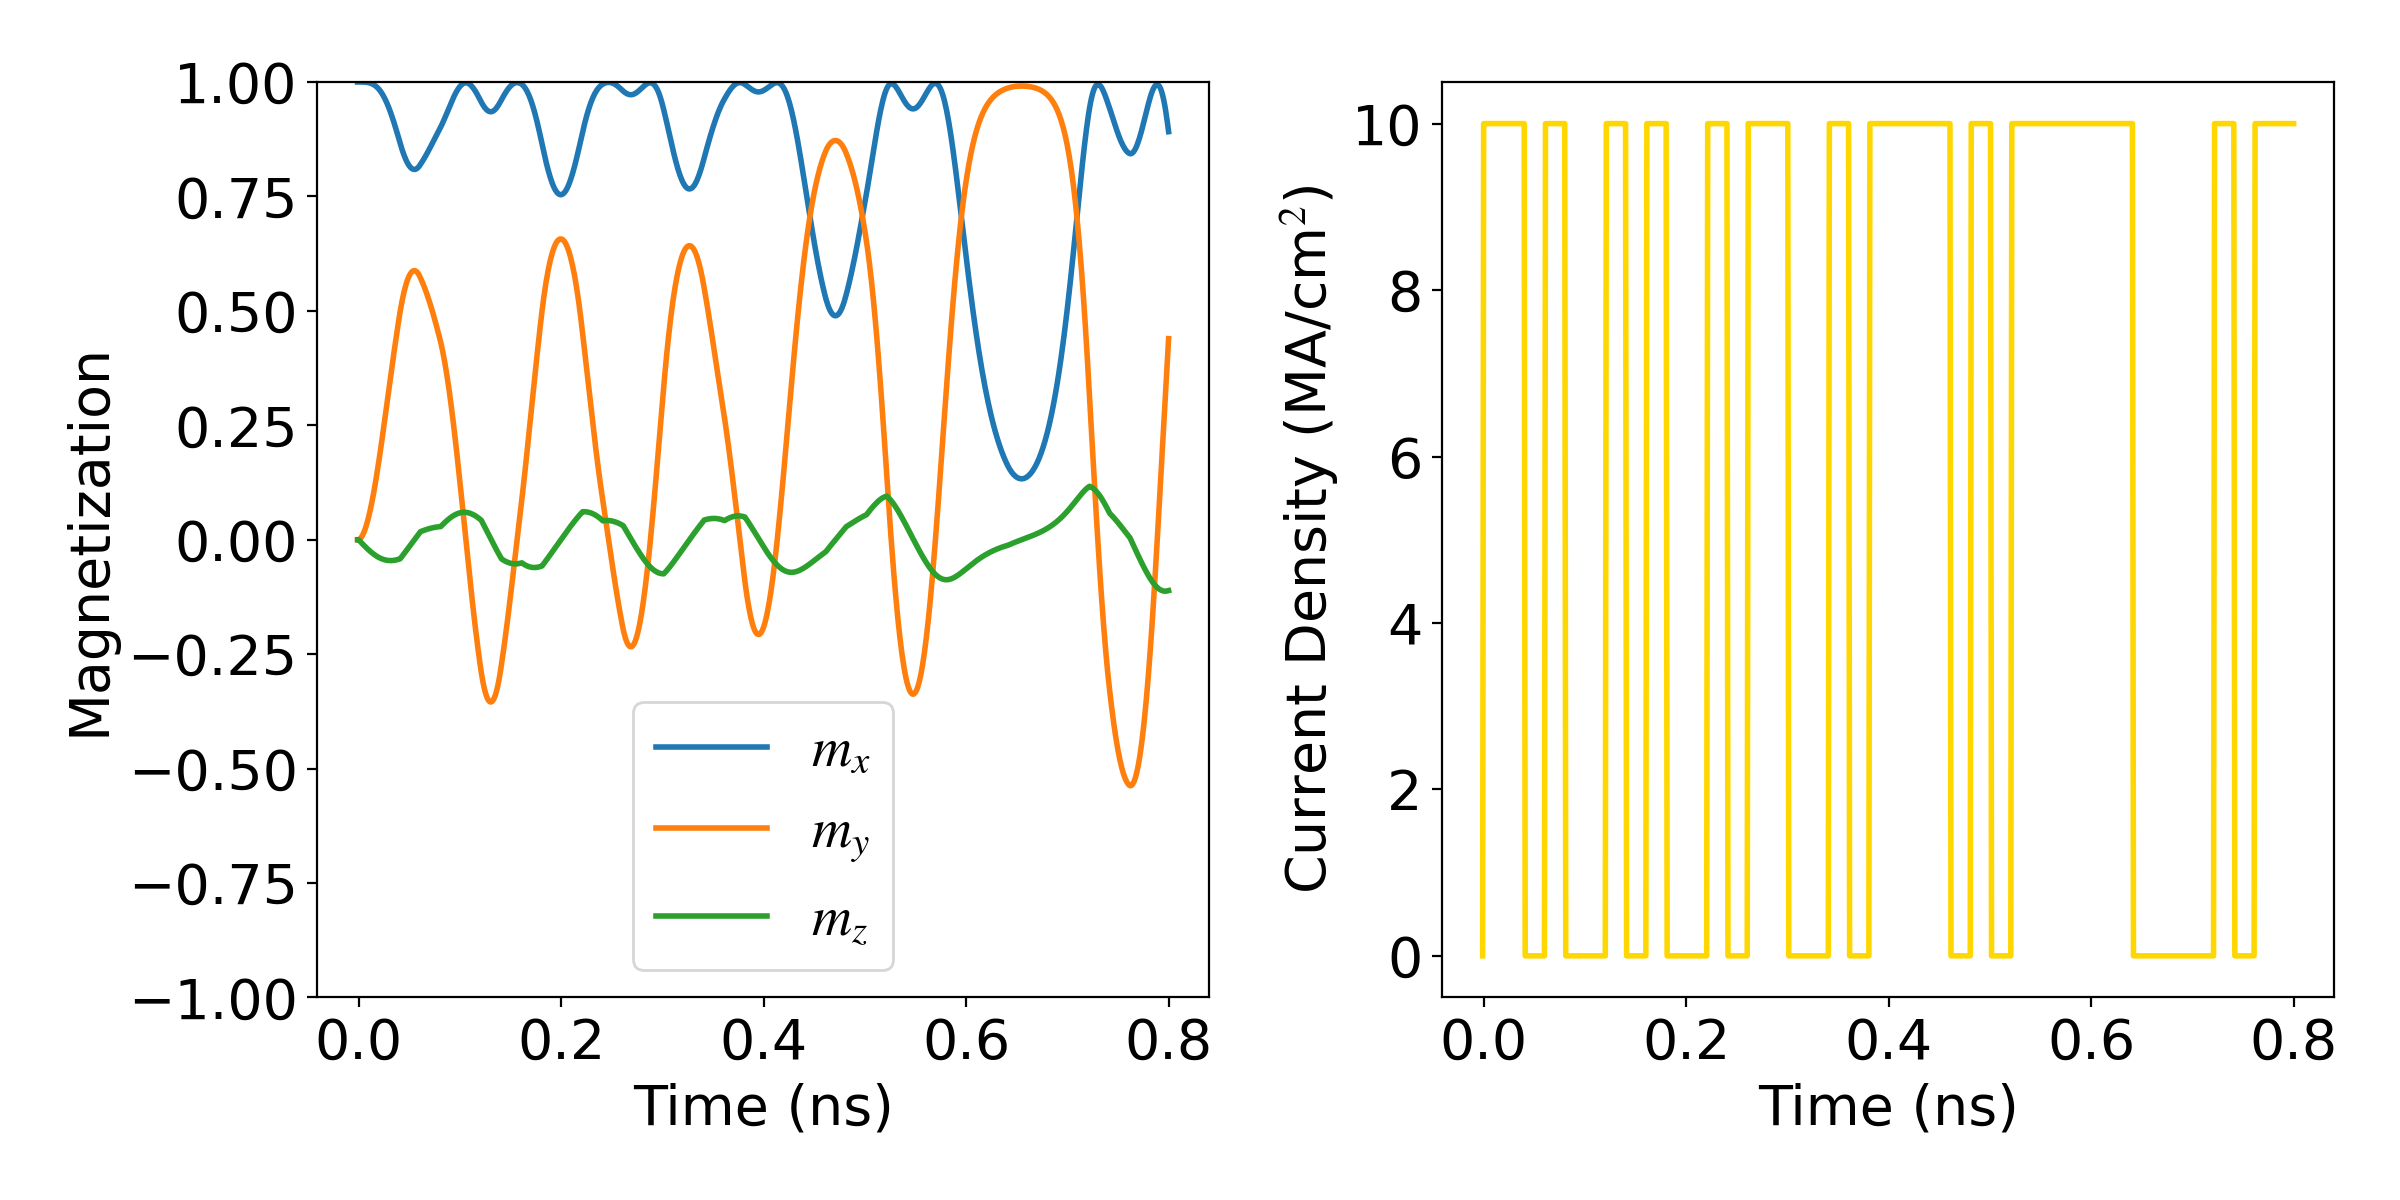 1.00
0.75
0.50
0.25
0.00
−0.25
−0.50
−0.75
−1.00
Magnetization
0.0 0.2 0.4 0.6 0.8
Time (ns)
m_x
m_y
m_z
10
8
6
4
2
0
Current Density (MA/cm²)
0.0 0.2 0.4 0.6 0.8
Time (ns)